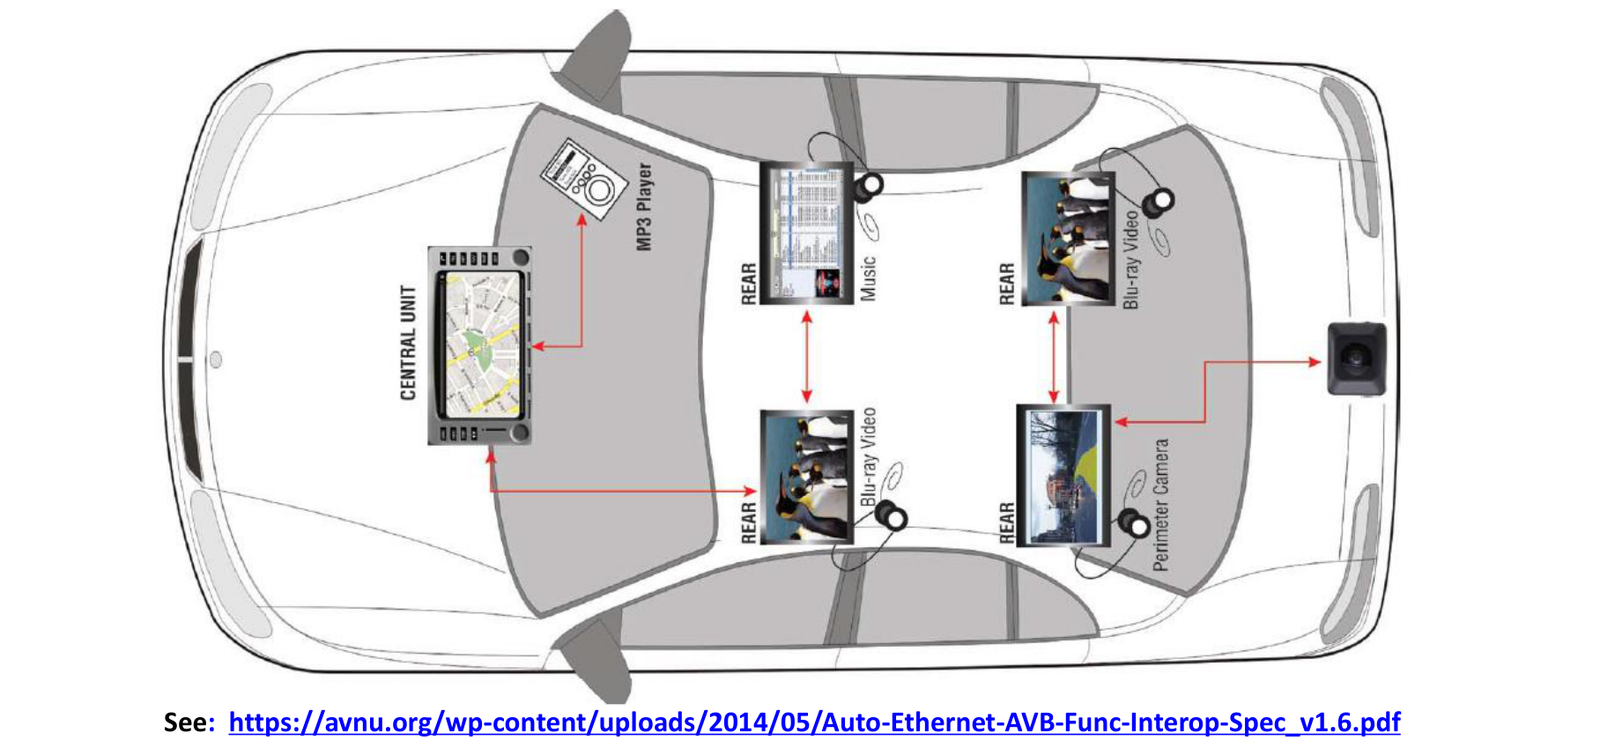 CENTRAL UNIT
MP3 Player
REAR
Music
REAR
Blu-ray Video
REAR
Blu-ray Video
REAR
Perimeter Camera
See: https://avnu.org/wp-content/uploads/2014/05/Auto-Ethernet-AVB-Func-Interop-Spec_v1.6.pdf